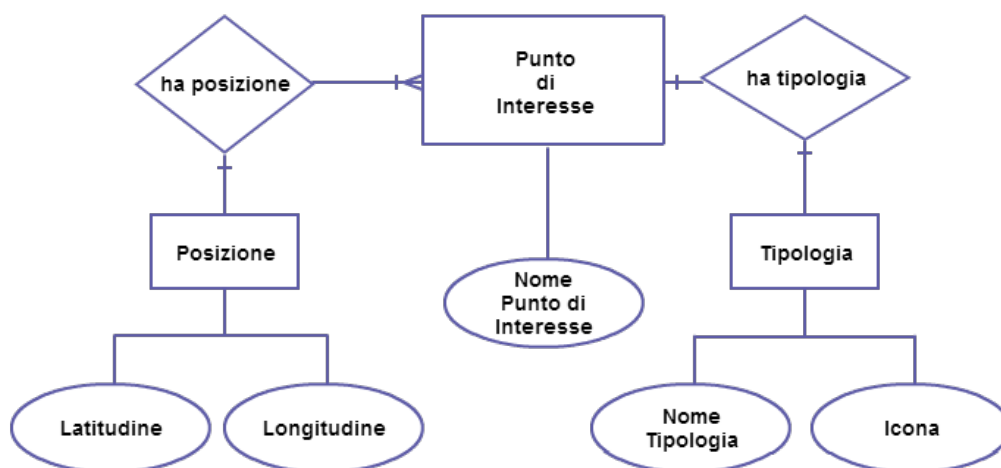 ha posizione
Punto
di
Interesse
ha tipologia
Posizione
Nome
Punto di
Interesse
Tipologia
Latitudine
Longitudine
Nome
Tipologia
Icona